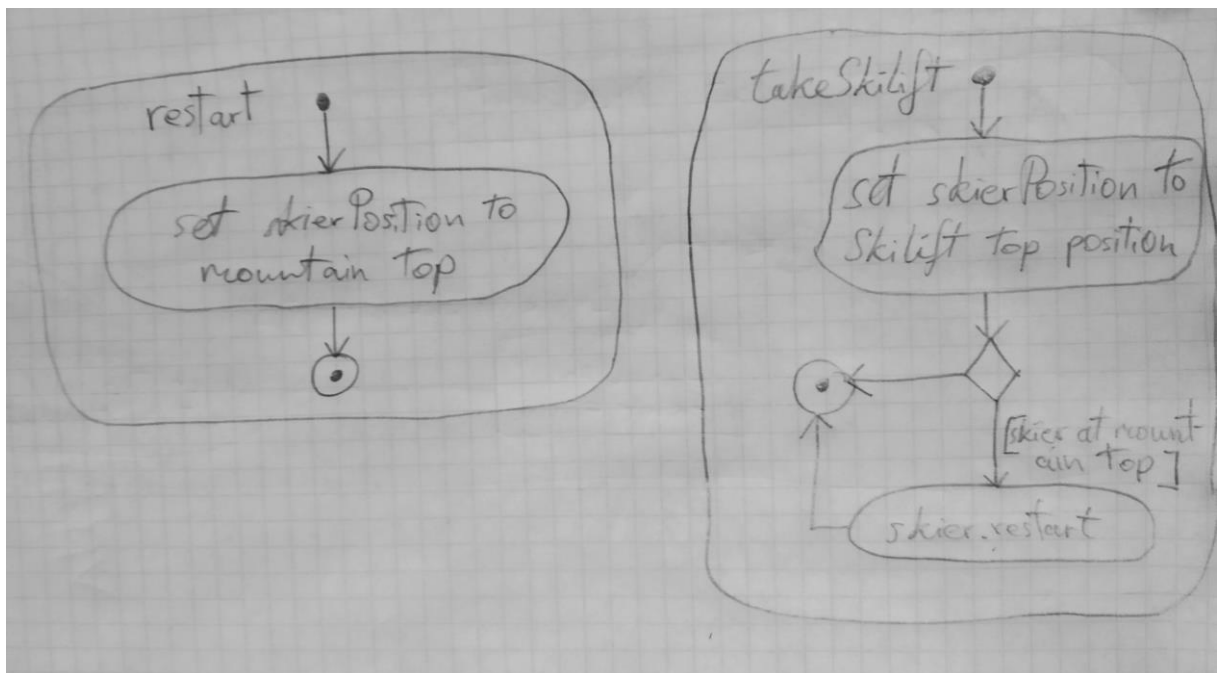 restart
set skierPosition to
mountain top
takeSkilift
set skierPosition to
Skilift top position
[skier at mount-
ain top]
skier.restart